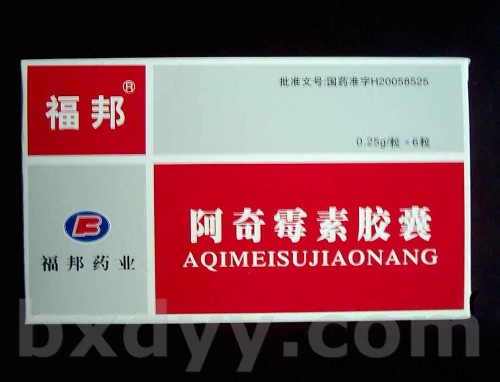 福邦®
批准文号:国药准字H20058525
0.25g/粒×6粒
福邦药业
阿奇霉素胶囊
AQIMEISUJIAONANG
bxdyy.com